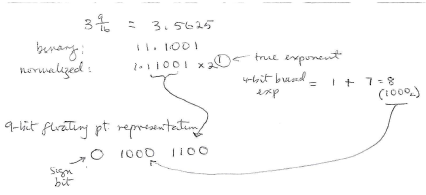 3 9/16 = 3.5625
binary: 11.1001
normalized: 1.11001 × 2^1 ← true exponent
4-bit biased exp = 1 + 7 = 8 (1000₂)
9-bit floating pt. representation
0 1000 1100
sign bit